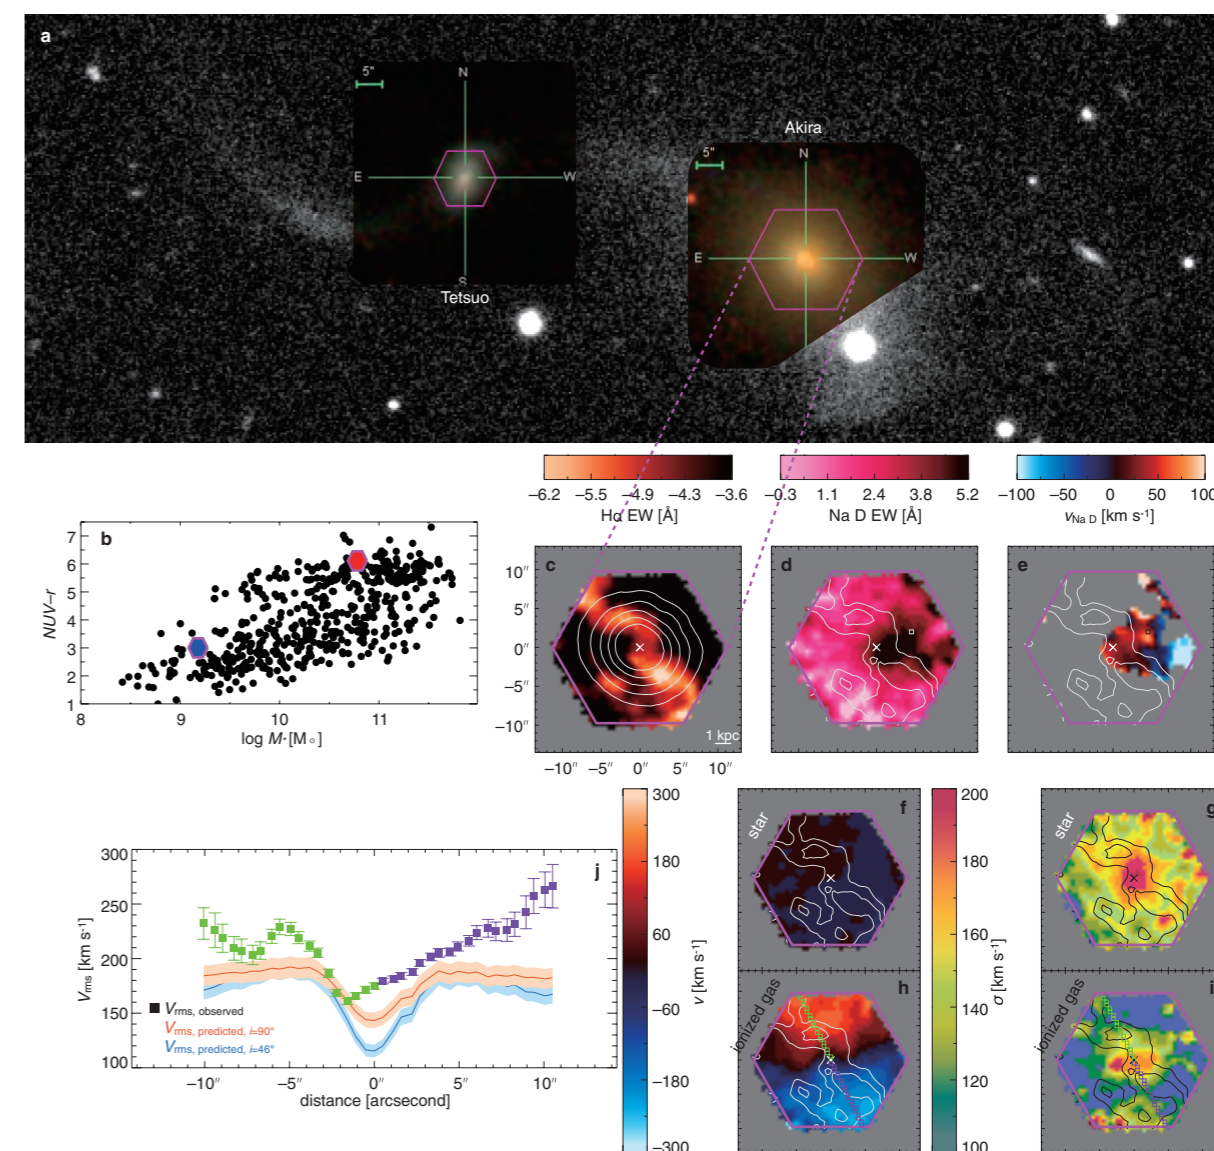 a
5"
N
E
W
S
Tetsuo
Akira
5"
N
E
W
−6.2 −5.5 −4.9 −4.3 −3.6
Hα EW [Å]
−0.3 1.1 2.4 3.8 5.2
Na D EW [Å]
-100 −50 0 50 100
vNa D [km s-1]
b
7
6
5
4
3
2
1
NUV−r
8 9 10 11
log M* [M☉]
c
10″
5″
0″
−5″
−10″
1 kpc
−10″ −5″ 0″ 5″ 10″
d
e
300
180
60
−60
−180
−300
v [km s-1]
f
star
h
ionized gas
200
180
160
140
120
100
σ [km s-1]
g
star
i
ionized gas
j
300
250
200
150
100
Vrms [km s-1]
Vrms, observed
Vrms, predicted, i=90°
Vrms, predicted, i=46°
−10″ −5″ 0″ 5″ 10″
distance [arcsecond]